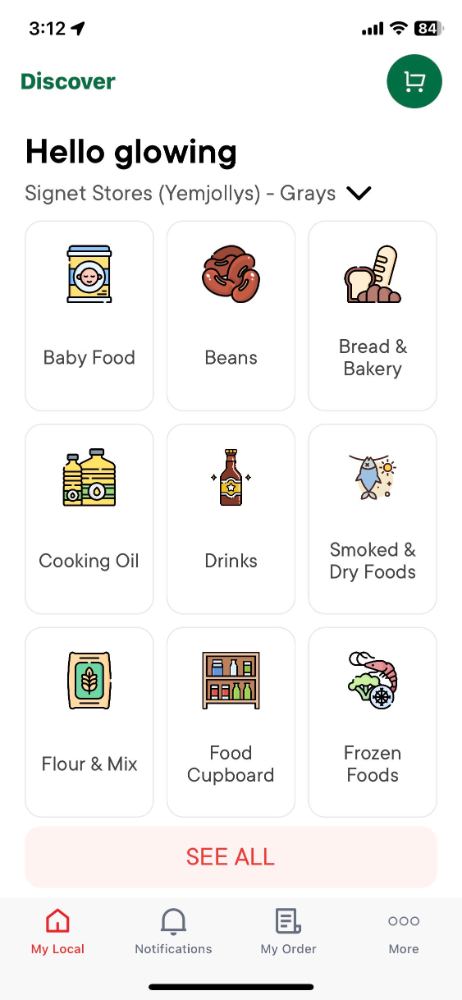 3:12
84
Discover
Hello glowing
Signet Stores (Yemjollys) - Grays
Baby Food
Beans
Bread &
Bakery
Cooking Oil
Drinks
Smoked &
Dry Foods
Flour & Mix
Food
Cupboard
Frozen
Foods
SEE ALL
My Local
Notifications
My Order
More